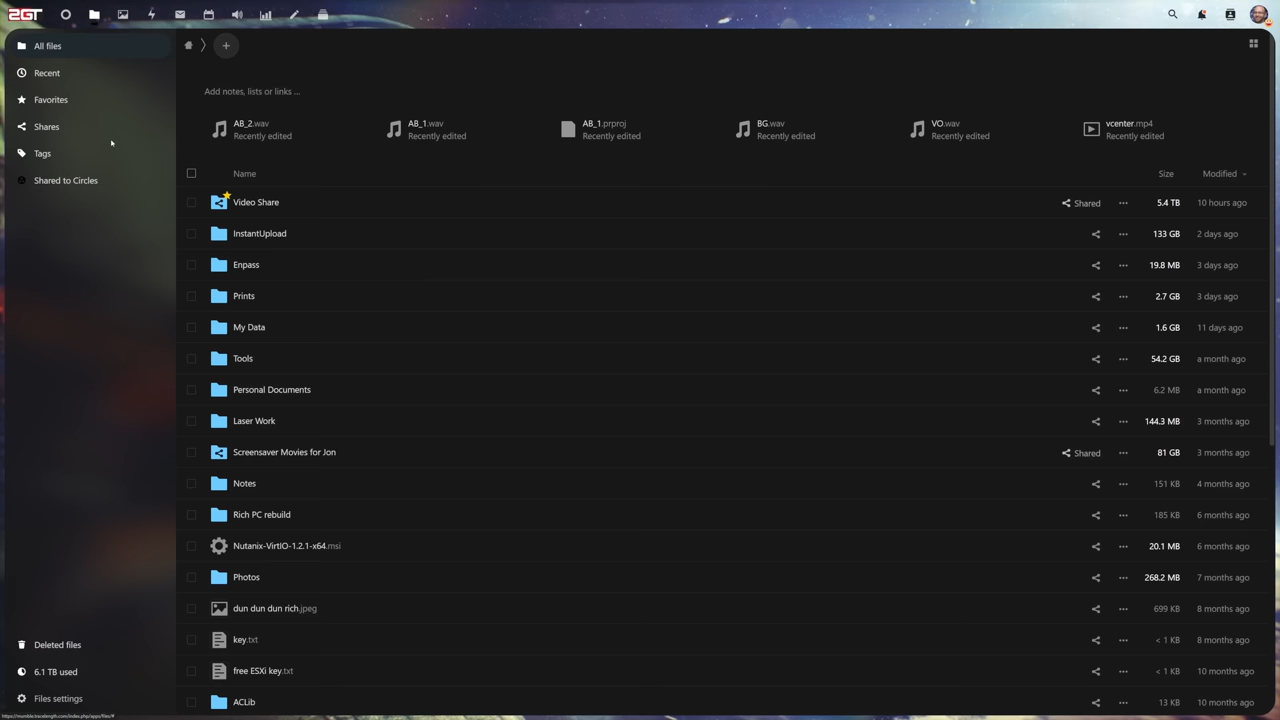 2GT
All files
Recent
Favorites
Shares
Tags
Shared to Circles
Deleted files
6.1 TB used
Files settings
Add notes, lists or links ...
AB_2.wav
Recently edited
AB_1.wav
Recently edited
AB_1.prproj
Recently edited
BG.wav
Recently edited
VO.wav
Recently edited
vcenter.mp4
Recently edited
Name Size Modified
Video Share Shared ••• 5.4 TB 10 hours ago
InstantUpload ••• 133 GB 2 days ago
Enpass ••• 19.8 MB 3 days ago
Prints ••• 2.7 GB 3 days ago
My Data ••• 1.6 GB 11 days ago
Tools ••• 54.2 GB a month ago
Personal Documents ••• 6.2 MB a month ago
Laser Work ••• 144.3 MB 3 months ago
Screensaver Movies for Jon Shared ••• 81 GB 3 months ago
Notes ••• 151 KB 4 months ago
Rich PC rebuild ••• 185 KB 6 months ago
Nutanix-VirtIO-1.2.1-x64.msi ••• 20.1 MB 6 months ago
Photos ••• 268.2 MB 7 months ago
dun dun dun rich.jpeg ••• 699 KB 8 months ago
key.txt ••• < 1 KB 8 months ago
free ESXi key.txt ••• < 1 KB 10 months ago
ACLib ••• 13 KB 10 months ago
https://mumble.tracelength.com/index.php/apps/files/#